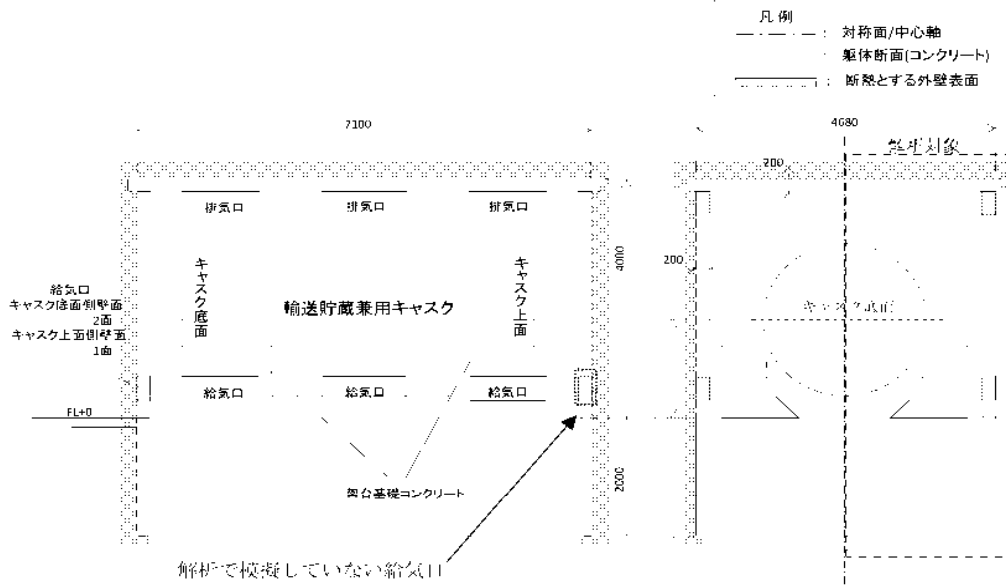 凡例
対称面/中心軸
躯体断面(コンクリート)
断熱とする外壁表面
7100
4680
解析対象
200
排気口
排気口
排気口
4000
200
キャスク底面
輸送貯蔵兼用キャスク
キャスク上面
キャスク底面
給気口
キャスク底面側壁面
2面
キャスク上面側壁面
1面
給気口
給気口
給気口
FL+0
2000
架台基礎コンクリート
解析で模擬していない給気口